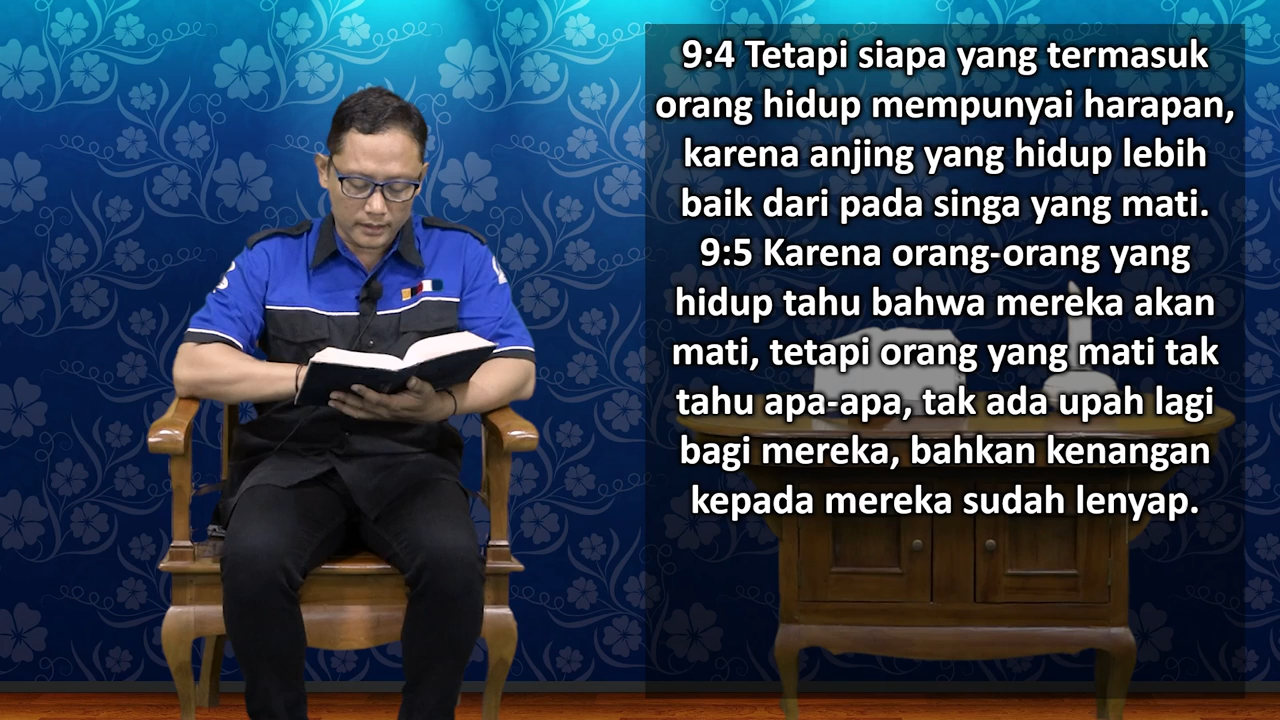 9:4 Tetapi siapa yang termasuk
orang hidup mempunyai harapan,
karena anjing yang hidup lebih
baik dari pada singa yang mati.
9:5 Karena orang-orang yang
hidup tahu bahwa mereka akan
mati, tetapi orang yang mati tak
tahu apa-apa, tak ada upah lagi
bagi mereka, bahkan kenangan
kepada mereka sudah lenyap.